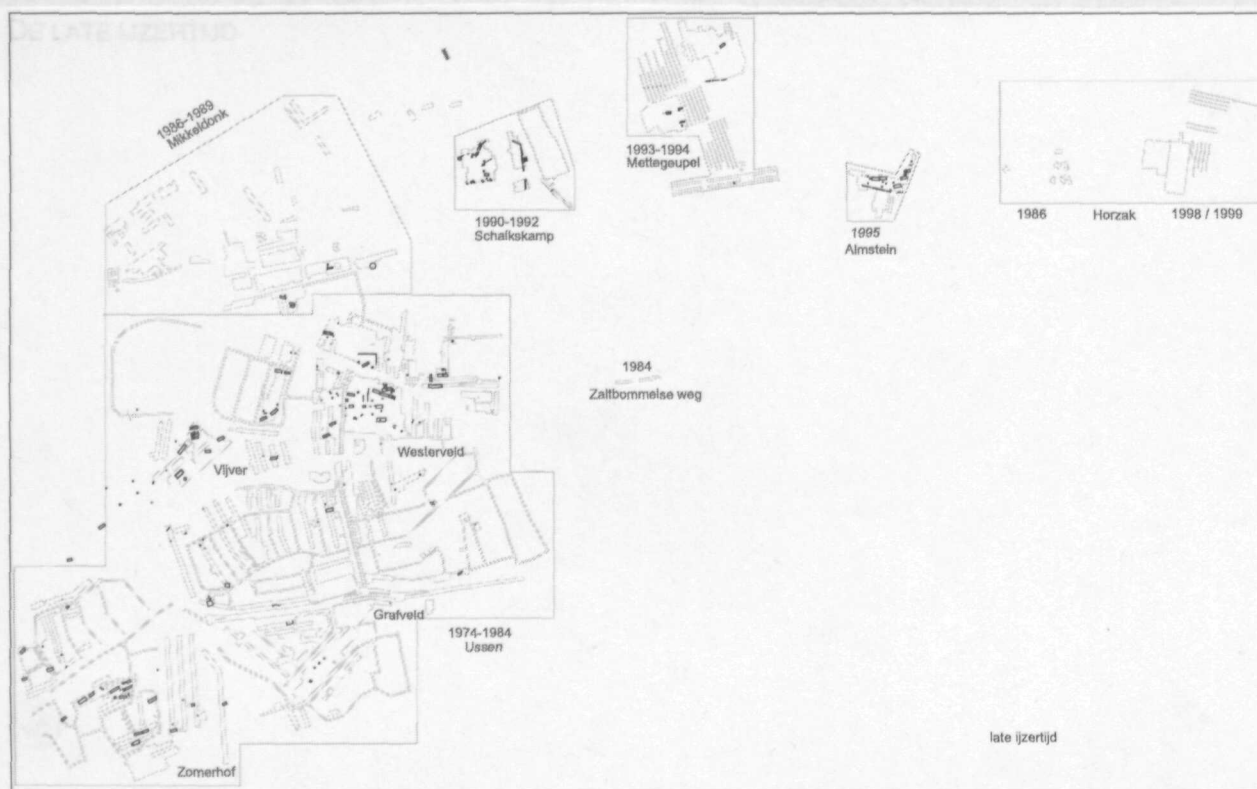 DE LATE IJZERTIJD
1986-1989
Mikkeldonk
1990-1992
Schalkskamp
1993-1994
Mettegeupel
1995
Almstein
1986 Horzak 1998 / 1999
1984
Zaltbommelse weg
Westerveld
Vijver
Grafveld
1974-1984
Ussen
Zomerhof
late ijzertijd